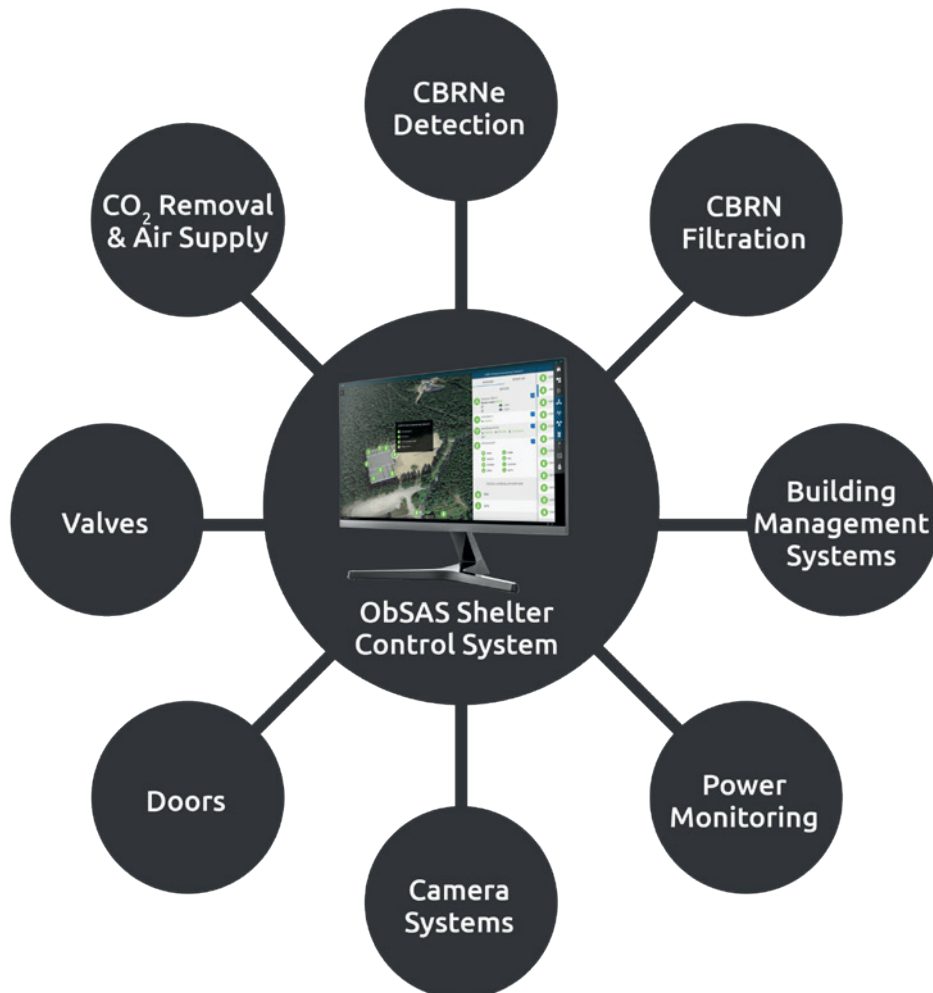 CBRNe
Detection
CBRN
Filtration
CO₂ Removal
& Air Supply
ObSAS Shelter
Control System
Building
Management
Systems
Valves
Power
Monitoring
Doors
Camera
Systems